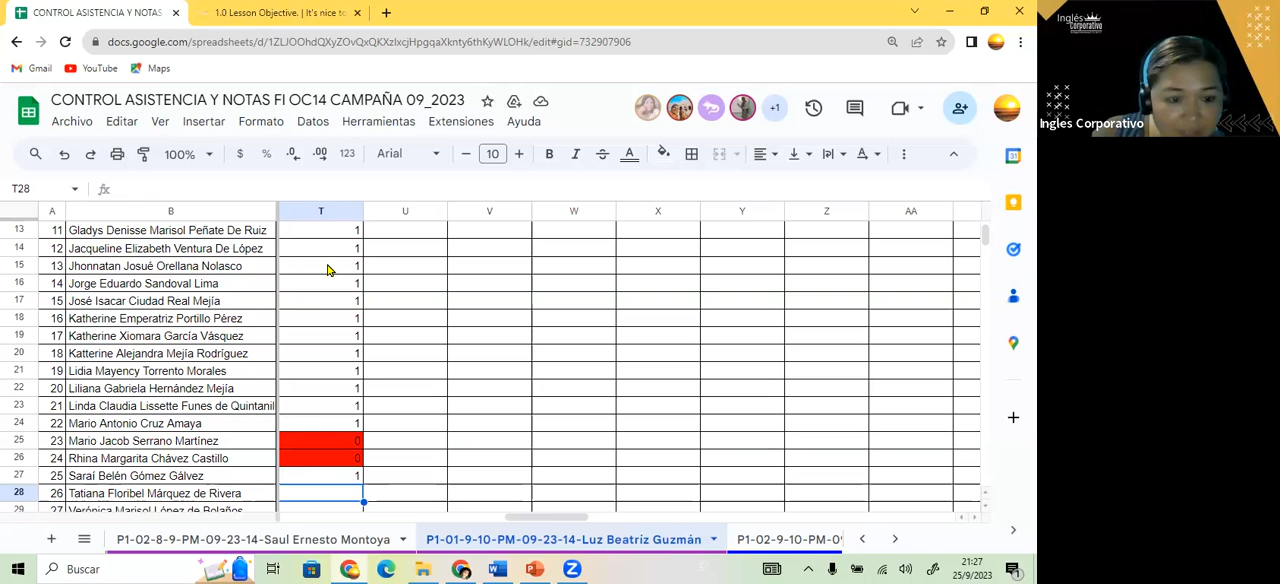 CONTROL ASISTENCIA Y NOTAS
1.0 Lesson Objective. | It's nice to
docs.google.com/spreadsheets/d/1ZLJOOhdQXyZOvQxQKXzlxcjHpgqaXknty6thKyWLOHk/edit#gid=732907906
Gmail YouTube Maps
CONTROL ASISTENCIA Y NOTAS FI OC14 CAMPAÑA 09_2023
+1
Archivo Editar Ver Insertar Formato Datos Herramientas Extensiones Ayuda
100% $ % .0 .00 123 Arial 10 B I A
T28 fx
A B T U V W X Y Z AA
13 11 Gladys Denisse Marisol Peñate De Ruiz 1
14 12 Jacqueline Elizabeth Ventura De López 1
15 13 Jhonnatan Josué Orellana Nolasco 1
16 14 Jorge Eduardo Sandoval Lima 1
17 15 José Isacar Ciudad Real Mejía 1
18 16 Katherine Emperatriz Portillo Pérez 1
19 17 Katherine Xiomara García Vásquez 1
20 18 Katterine Alejandra Mejía Rodríguez 1
21 19 Lidia Mayency Torrento Morales 1
22 20 Liliana Gabriela Hernández Mejía 1
23 21 Linda Claudia Lissette Funes de Quintanil 1
24 22 Mario Antonio Cruz Amaya 1
25 23 Mario Jacob Serrano Martínez 0
26 24 Rhina Margarita Chávez Castillo 0
27 25 Saraí Belén Gómez Gálvez 1
28 26 Tatiana Floribel Márquez de Rivera
29 27 Verónica Marisol López de Bolaños
P1-02-8-9-PM-09-23-14-Saul Ernesto Montoya P1-01-9-10-PM-09-23-14-Luz Beatriz Guzmán P1-02-9-10-PM-0
Buscar
21:27
25/9/2023
Inglés
Corporativo
Ingles Corporativo